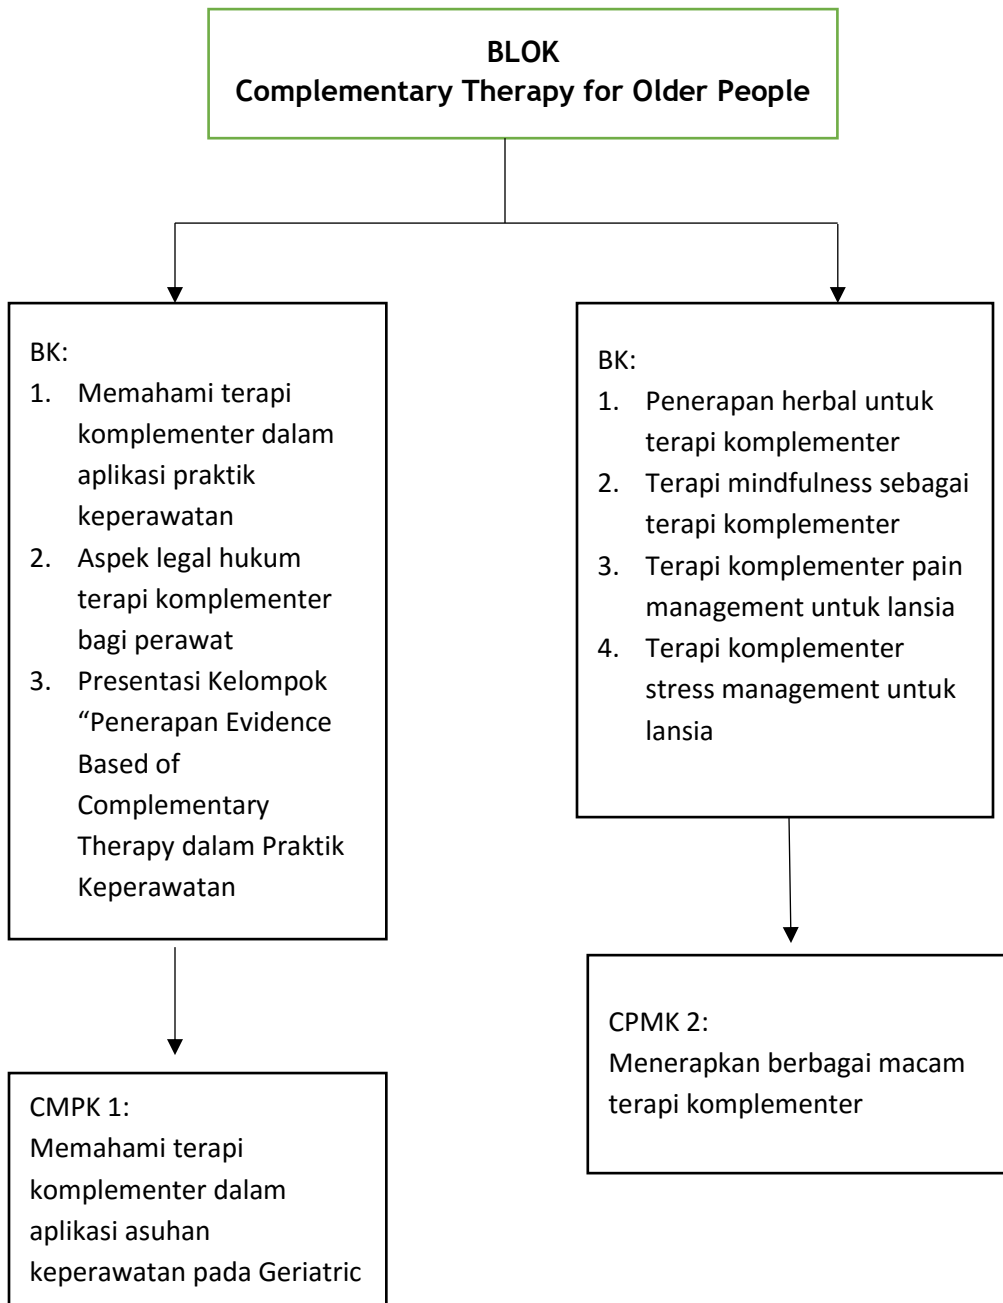 BLOK
Complementary Therapy for Older People
BK:
1. Memahami terapi
komplementer dalam
aplikasi praktik
keperawatan
2. Aspek legal hukum
terapi komplementer
bagi perawat
3. Presentasi Kelompok
“Penerapan Evidence
Based of
Complementary
Therapy dalam Praktik
Keperawatan
CMPK 1:
Memahami terapi
komplementer dalam
aplikasi asuhan
keperawatan pada Geriatric
BK:
1. Penerapan herbal untuk
terapi komplementer
2. Terapi mindfulness sebagai
terapi komplementer
3. Terapi komplementer pain
management untuk lansia
4. Terapi komplementer
stress management untuk
lansia
CPMK 2:
Menerapkan berbagai macam
terapi komplementer